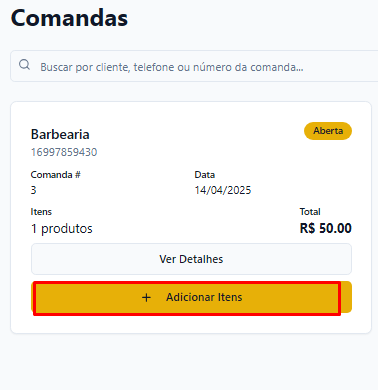 Comandas
Buscar por cliente, telefone ou número da comanda...
Barbearia
Aberta
16997859430
Comanda # Data
3 14/04/2025
Itens Total
1 produtos R$ 50.00
Ver Detalhes
+ Adicionar Itens